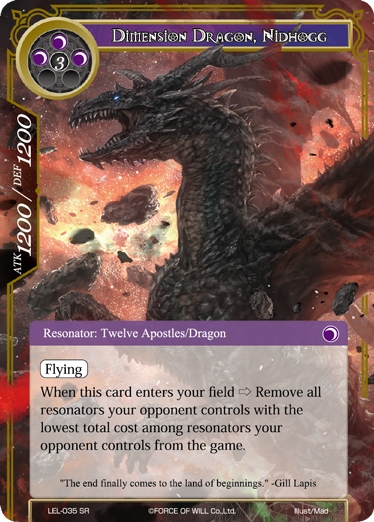 Dimension Dragon, Nidhogg
3
ATK 1200 / DEF 1200
Resonator: Twelve Apostles/Dragon
Flying
When this card enters your field ⇨ Remove all
resonators your opponent controls with the
lowest total cost among resonators your
opponent controls from the game.
"The end finally comes to the land of beginnings." -Gill Lapis
LEL-035 SR ©FORCE OF WILL Co.,Ltd. Illust/Mad